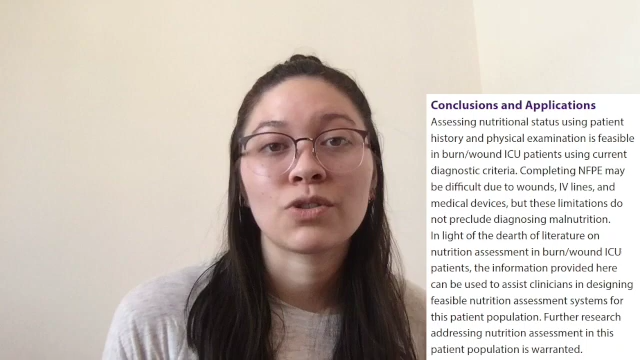 Conclusions and Applications
Assessing nutritional status using patient
history and physical examination is feasible
in burn/wound ICU patients using current
diagnostic criteria. Completing NFPE may
be difficult due to wounds, IV lines, and
medical devices, but these limitations do
not preclude diagnosing malnutrition.
In light of the dearth of literature on
nutrition assessment in burn/wound ICU
patients, the information provided here
can be used to assist clinicians in designing
feasible nutrition assessment systems for
this patient population. Further research
addressing nutrition assessment in this
patient population is warranted.